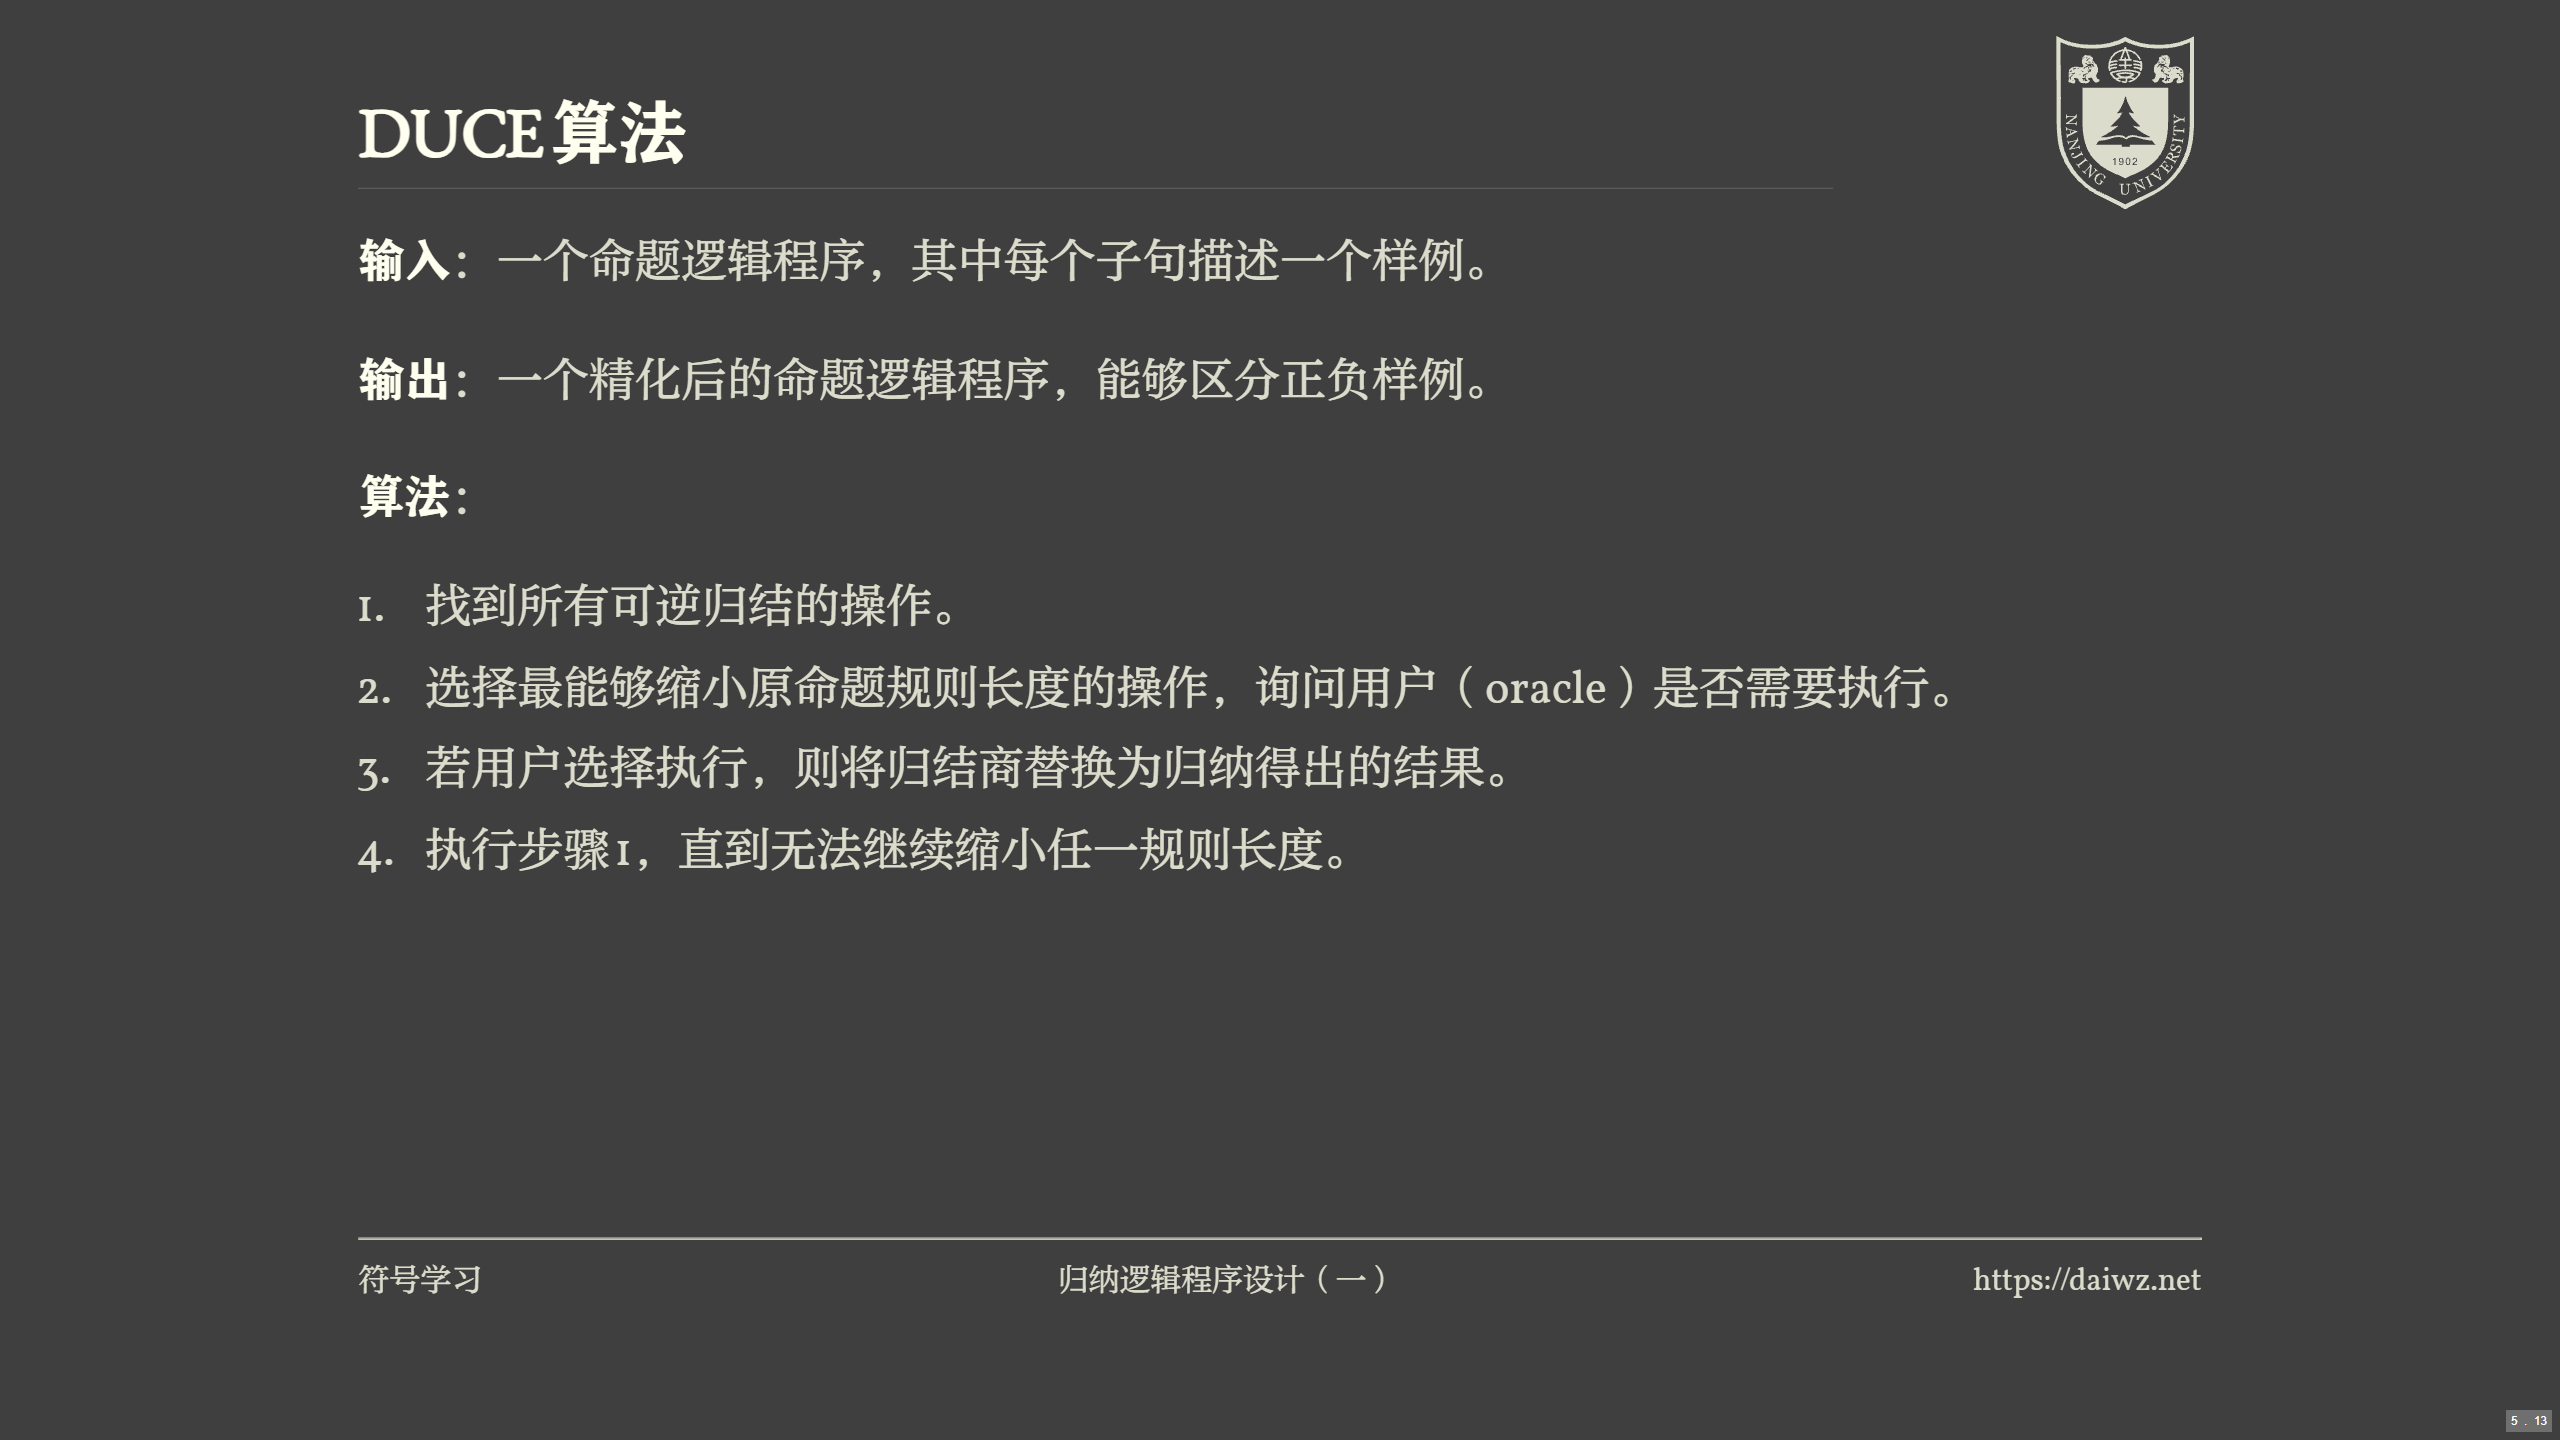 DUCE算法
NANJING UNIVERSITY
1902
输入：一个命题逻辑程序，其中每个子句描述一个样例。
输出：一个精化后的命题逻辑程序，能够区分正负样例。
算法：
1. 找到所有可逆归结的操作。
2. 选择最能够缩小原命题规则长度的操作，询问用户（oracle）是否需要执行。
3. 若用户选择执行，则将归结商替换为归纳得出的结果。
4. 执行步骤1，直到无法继续缩小任一规则长度。
符号学习
归纳逻辑程序设计（一）
https://daiwz.net
5 . 13